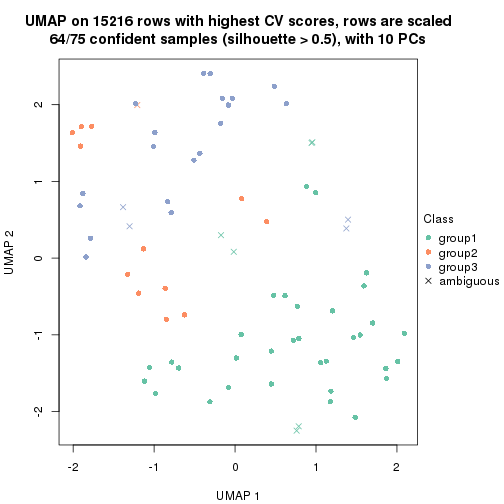 UMAP on 15216 rows with highest CV scores, rows are scaled
64/75 confident samples (silhouette > 0.5), with 10 PCs
2
1
0
-1
-2
UMAP 2
-2
-1
0
1
2
UMAP 1
Class
group1
group2
group3
ambiguous